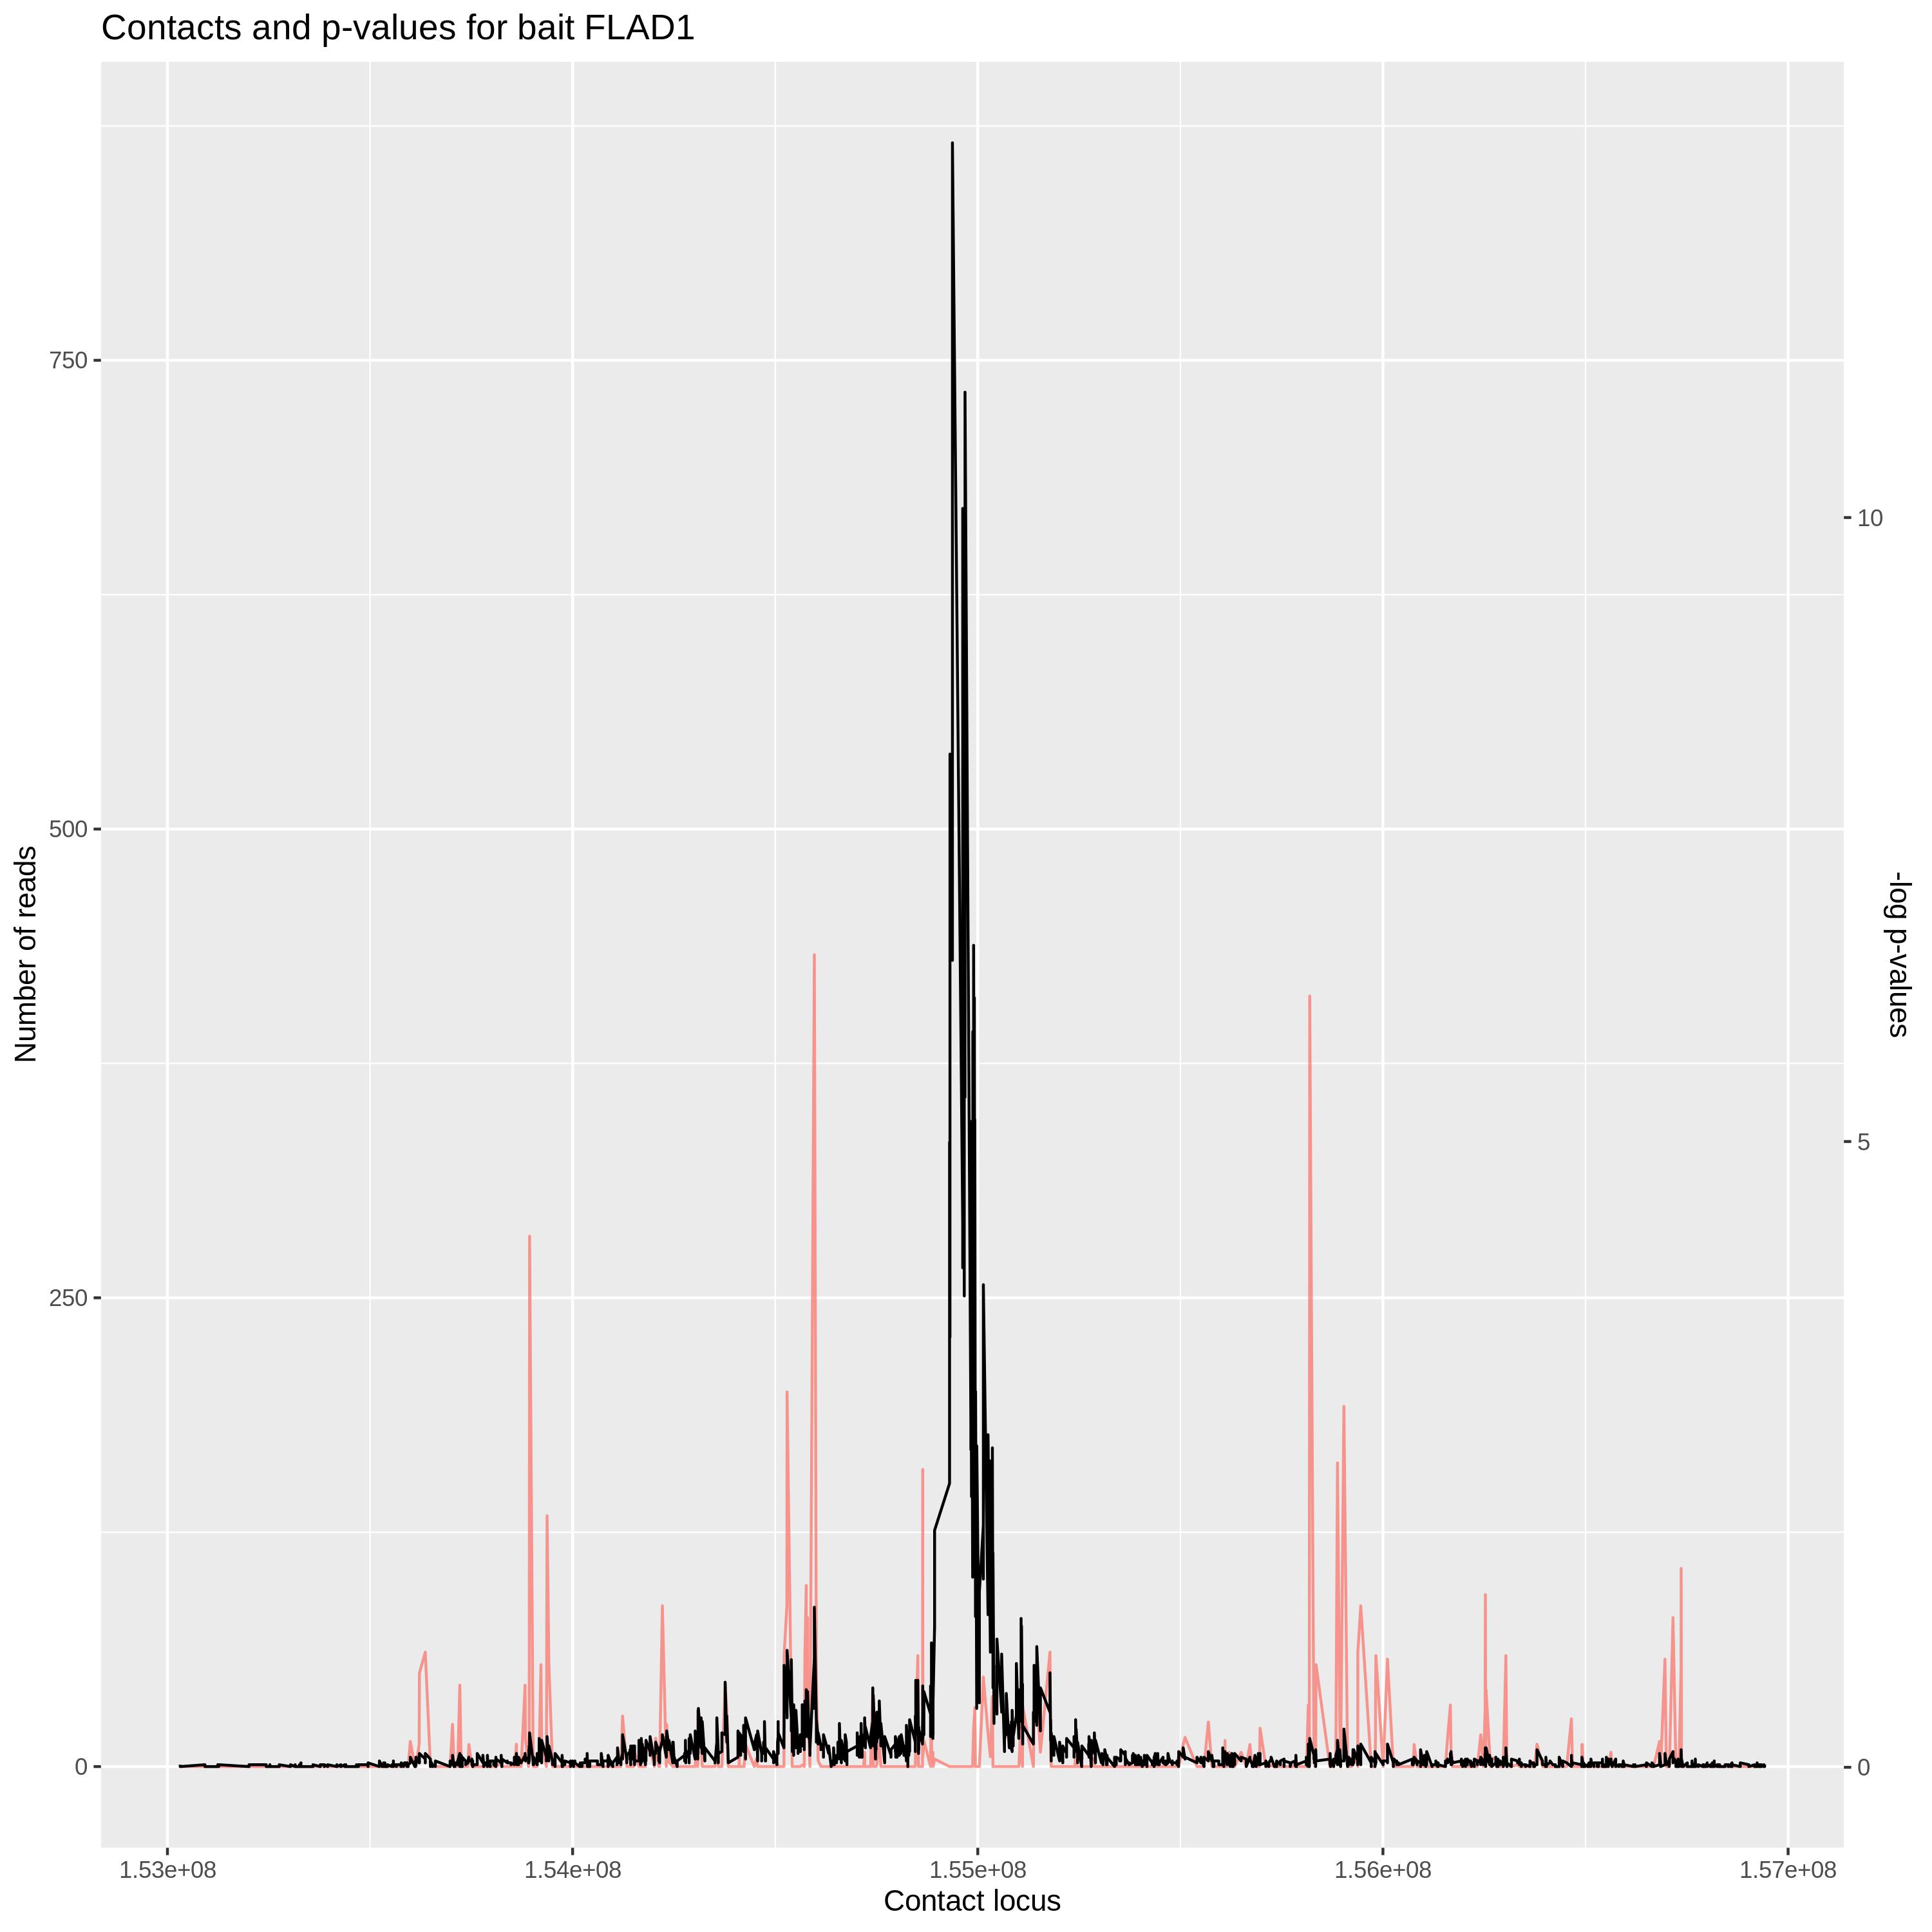 Contacts and p-values for bait FLAD1
750
500
250
0
Number of reads
10
5
0
-log p-values
1.53e+08
1.54e+08
1.55e+08
1.56e+08
1.57e+08
Contact locus